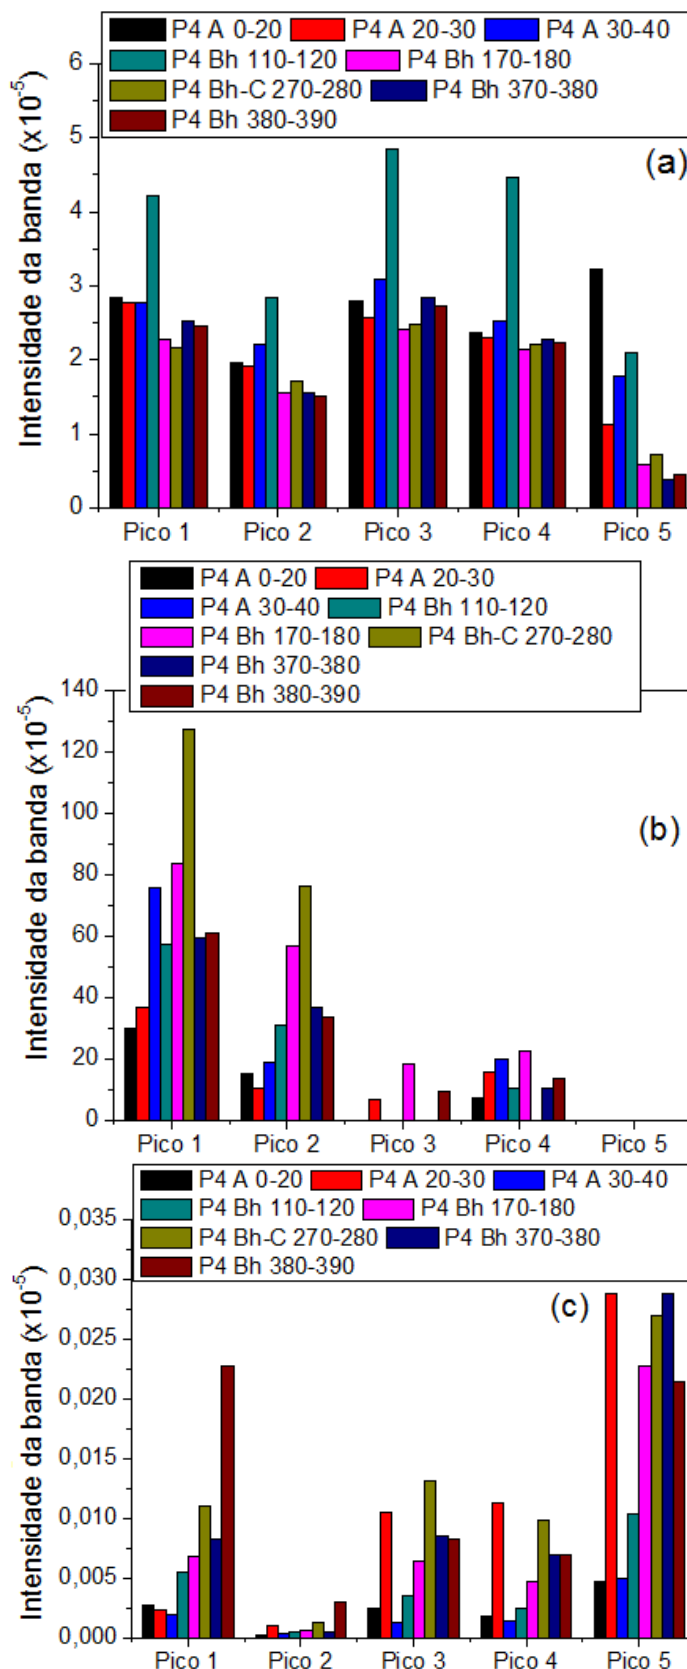 P4 A 0-20 P4 A 20-30 P4 A 30-40
P4 Bh 110-120 P4 Bh 170-180
P4 Bh-C 270-280 P4 Bh 370-380
P4 Bh 380-390
(a)
Intensidade da banda (x10-5)
6
5
4
3
2
1
0
Pico 1 Pico 2 Pico 3 Pico 4 Pico 5
P4 A 0-20 P4 A 20-30
P4 A 30-40 P4 Bh 110-120
P4 Bh 170-180 P4 Bh-C 270-280
P4 Bh 370-380
P4 Bh 380-390
(b)
Intensidade da banda (x10-5)
140
120
100
80
60
40
20
0
Pico 1 Pico 2 Pico 3 Pico 4 Pico 5
P4 A 0-20 P4 A 20-30 P4 A 30-40
P4 Bh 110-120 P4 Bh 170-180
P4 Bh-C 270-280 P4 Bh 370-380
P4 Bh 380-390
(c)
Intensidade da banda (x10-5)
0,035
0,030
0,025
0,020
0,015
0,010
0,005
0,000
Pico 1 Pico 2 Pico 3 Pico 4 Pico 5